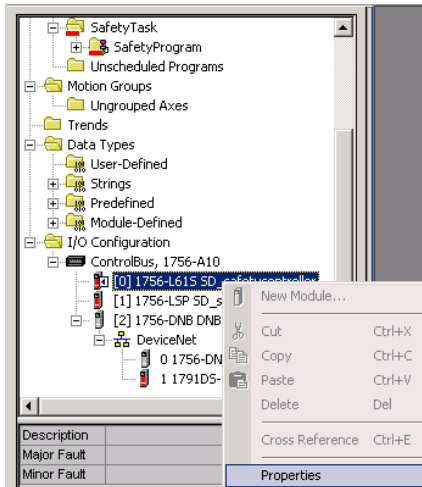 SafetyTask
SafetyProgram
Unscheduled Programs
Motion Groups
Ungrouped Axes
Trends
Data Types
User-Defined
Strings
Predefined
Module-Defined
I/O Configuration
ControlBus, 1756-A10
[0] 1756-L61S SD_safetycontroller
[1] 1756-LSP SD_s
[2] 1756-DNB DNB
DeviceNet
0 1756-DN
1 1791DS-
New Module...
Cut Ctrl+X
Copy Ctrl+C
Paste Ctrl+V
Delete Del
Cross Reference Ctrl+E
Properties
Description
Major Fault
Minor Fault